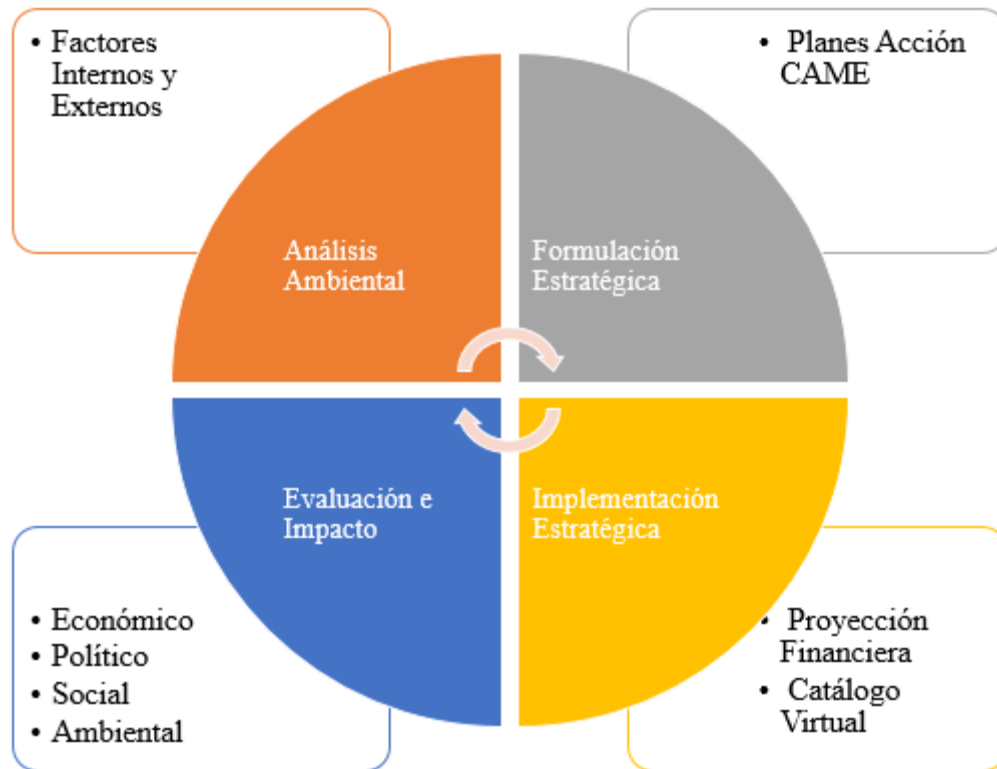 • Factores
Internos y
Externos
• Planes Acción
CAME
Análisis
Ambiental
Formulación
Estratégica
Evaluación e
Impacto
Implementación
Estratégica
• Económico
• Político
• Social
• Ambiental
• Proyección
Financiera
• Catálogo
Virtual